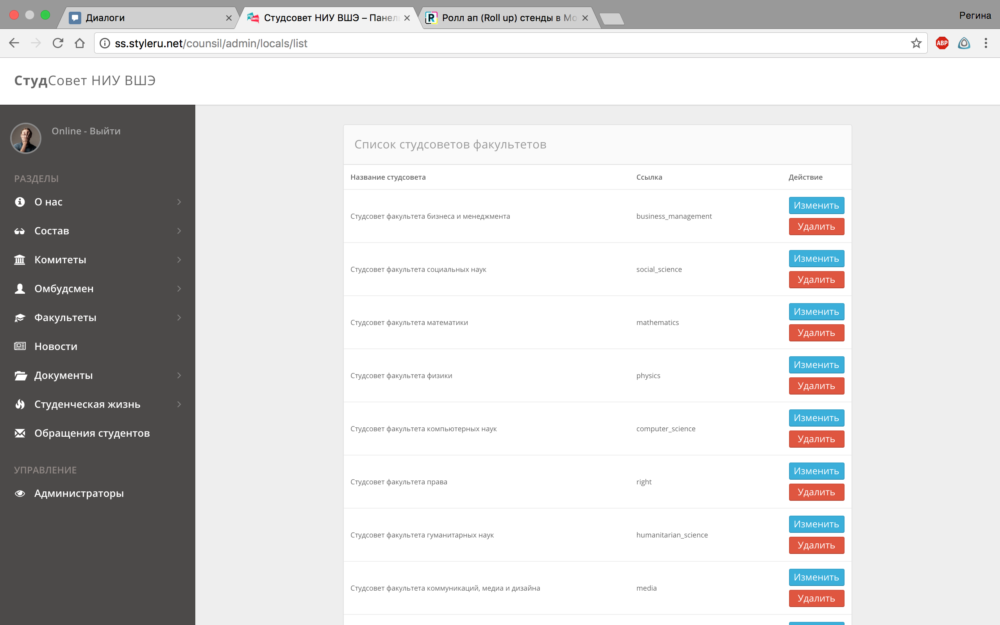 Диалоги
Студсовет НИУ ВШЭ – Панель
Ролл ап (Roll up) стенды в Мо
Регина
ss.styleru.net/counsil/admin/locals/list
ABP
СтудСовет НИУ ВШЭ
Online - Выйти
РАЗДЕЛЫ
О нас
Состав
Комитеты
Омбудсмен
Факультеты
Новости
Документы
Студенческая жизнь
Обращения студентов
УПРАВЛЕНИЕ
Администраторы
Список студсоветов факультетов
Название студсовета Ссылка Действие
Студсовет факультета бизнеса и менеджмента business_management Изменить
Удалить
Студсовет факультета социальных наук social_science Изменить
Удалить
Студсовет факультета математики mathematics Изменить
Удалить
Студсовет факультета физики physics Изменить
Удалить
Студсовет факультета компьютерных наук computer_science Изменить
Удалить
Студсовет факультета права right Изменить
Удалить
Студсовет факультета гуманитарных наук humanitarian_science Изменить
Удалить
Студсовет факультета коммуникаций, медиа и дизайна media Изменить
Удалить